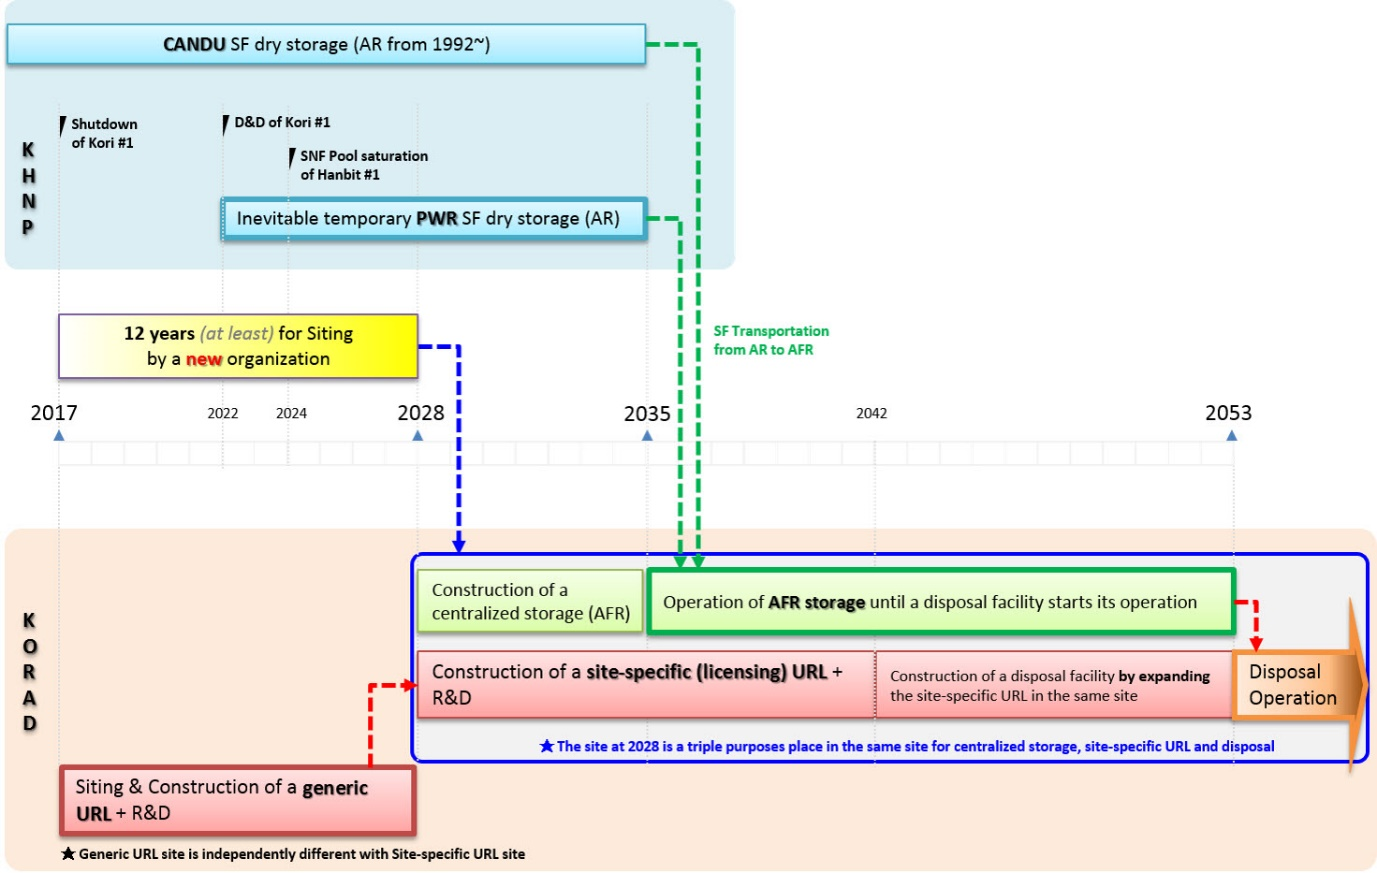 CANDU SF dry storage (AR from 1992~)
Shutdown
of Kori #1
D&D of Kori #1
SNF Pool saturation
of Hanbit #1
K
H
N
P
Inevitable temporary PWR SF dry storage (AR)
12 years (at least) for Siting
by a new organization
SF Transportation
from AR to AFR
2017
2022
2024
2028
2035
2042
2053
K
O
R
A
D
Construction of a
centralized storage (AFR)
Operation of AFR storage until a disposal facility starts its operation
Construction of a site-specific (licensing) URL +
R&D
Construction of a disposal facility by expanding
the site-specific URL in the same site
Disposal
Operation
★ The site at 2028 is a triple purposes place in the same site for centralized storage, site-specific URL and disposal
Siting & Construction of a generic
URL + R&D
★ Generic URL site is independently different with Site-specific URL site